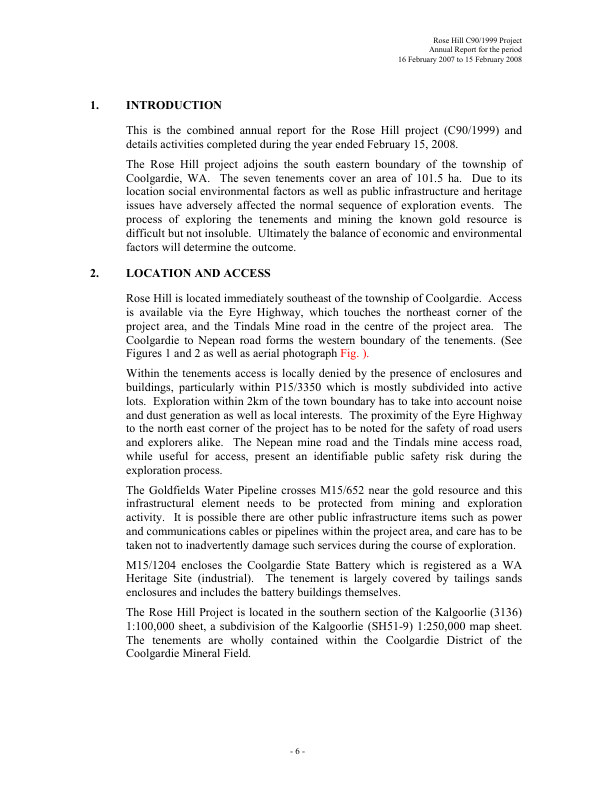 Rose Hill C90/1999 Project
Annual Report for the period
16 February 2007 to 15 February 2008
1. INTRODUCTION
This is the combined annual report for the Rose Hill project (C90/1999) and
details activities completed during the year ended February 15, 2008.
The Rose Hill project adjoins the south eastern boundary of the township of
Coolgardie, WA. The seven tenements cover an area of 101.5 ha. Due to its
location social environmental factors as well as public infrastructure and heritage
issues have adversely affected the normal sequence of exploration events. The
process of exploring the tenements and mining the known gold resource is
difficult but not insoluble. Ultimately the balance of economic and environmental
factors will determine the outcome.
2. LOCATION AND ACCESS
Rose Hill is located immediately southeast of the township of Coolgardie. Access
is available via the Eyre Highway, which touches the northeast corner of the
project area, and the Tindals Mine road in the centre of the project area. The
Coolgardie to Nepean road forms the western boundary of the tenements. (See
Figures 1 and 2 as well as aerial photograph Fig. ).
Within the tenements access is locally denied by the presence of enclosures and
buildings, particularly within P15/3350 which is mostly subdivided into active
lots. Exploration within 2km of the town boundary has to take into account noise
and dust generation as well as local interests. The proximity of the Eyre Highway
to the north east corner of the project has to be noted for the safety of road users
and explorers alike. The Nepean mine road and the Tindals mine access road,
while useful for access, present an identifiable public safety risk during the
exploration process.
The Goldfields Water Pipeline crosses M15/652 near the gold resource and this
infrastructural element needs to be protected from mining and exploration
activity. It is possible there are other public infrastructure items such as power
and communications cables or pipelines within the project area, and care has to be
taken not to inadvertently damage such services during the course of exploration.
M15/1204 encloses the Coolgardie State Battery which is registered as a WA
Heritage Site (industrial). The tenement is largely covered by tailings sands
enclosures and includes the battery buildings themselves.
The Rose Hill Project is located in the southern section of the Kalgoorlie (3136)
1:100,000 sheet, a subdivision of the Kalgoorlie (SH51-9) 1:250,000 map sheet.
The tenements are wholly contained within the Coolgardie District of the
Coolgardie Mineral Field.
- 6 -